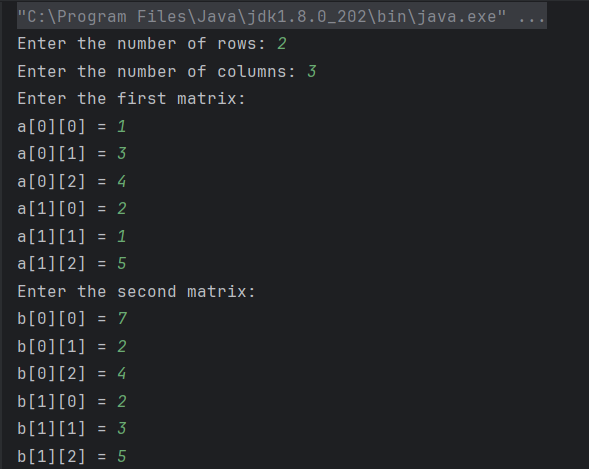 "C:\Program Files\Java\jdk1.8.0_202\bin\java.exe" ...
Enter the number of rows: 2
Enter the number of columns: 3
Enter the first matrix:
a[0][0] = 1
a[0][1] = 3
a[0][2] = 4
a[1][0] = 2
a[1][1] = 1
a[1][2] = 5
Enter the second matrix:
b[0][0] = 7
b[0][1] = 2
b[0][2] = 4
b[1][0] = 2
b[1][1] = 3
b[1][2] = 5